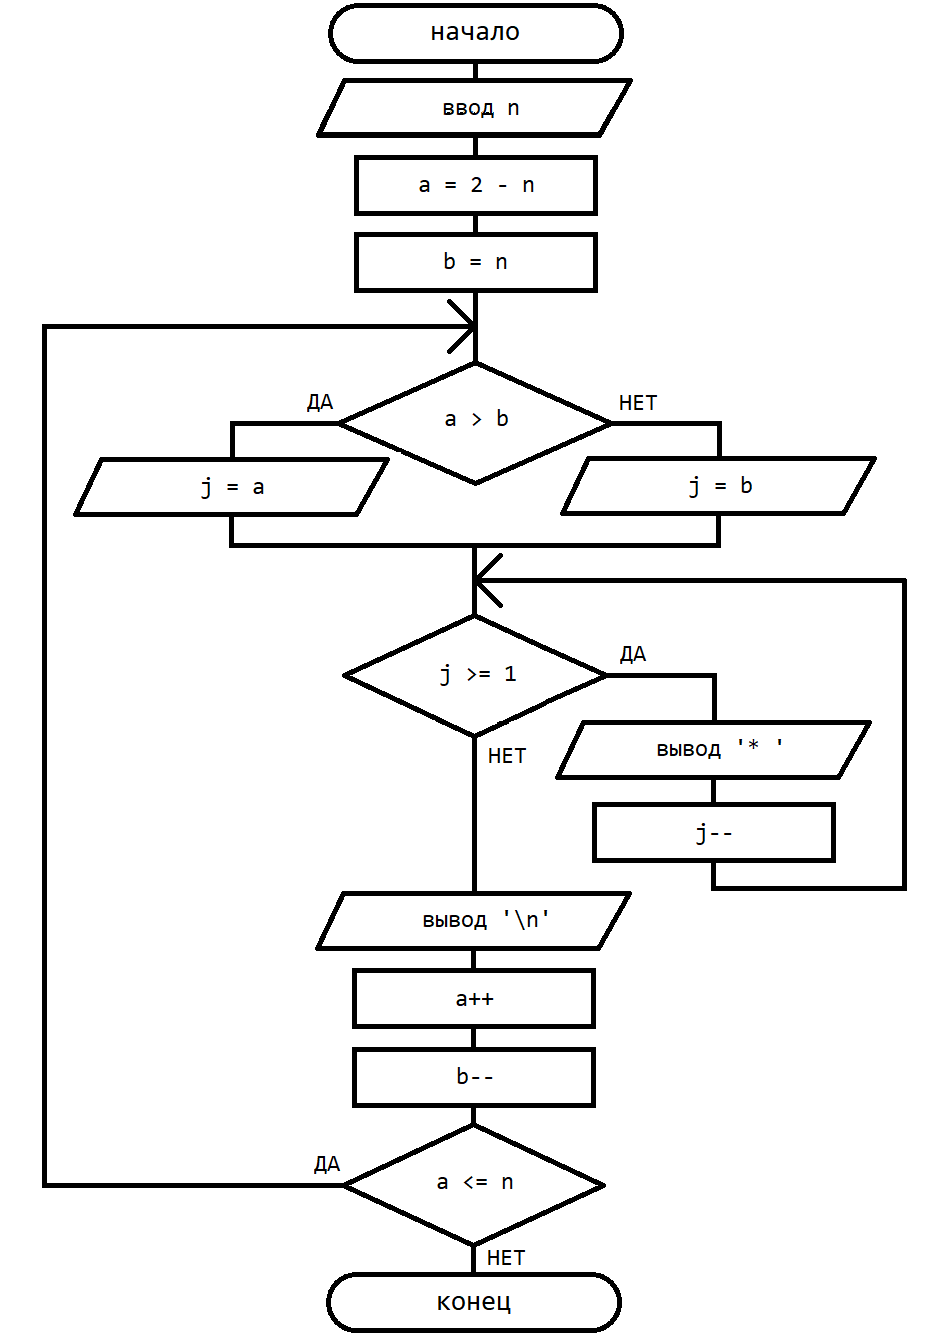 начало
ввод n
a = 2 - n
b = n
a > b
ДА
НЕТ
j = a
j = b
j >= 1
ДА
НЕТ
вывод '* '
j--
вывод '\n'
a++
b--
a <= n
ДА
НЕТ
конец